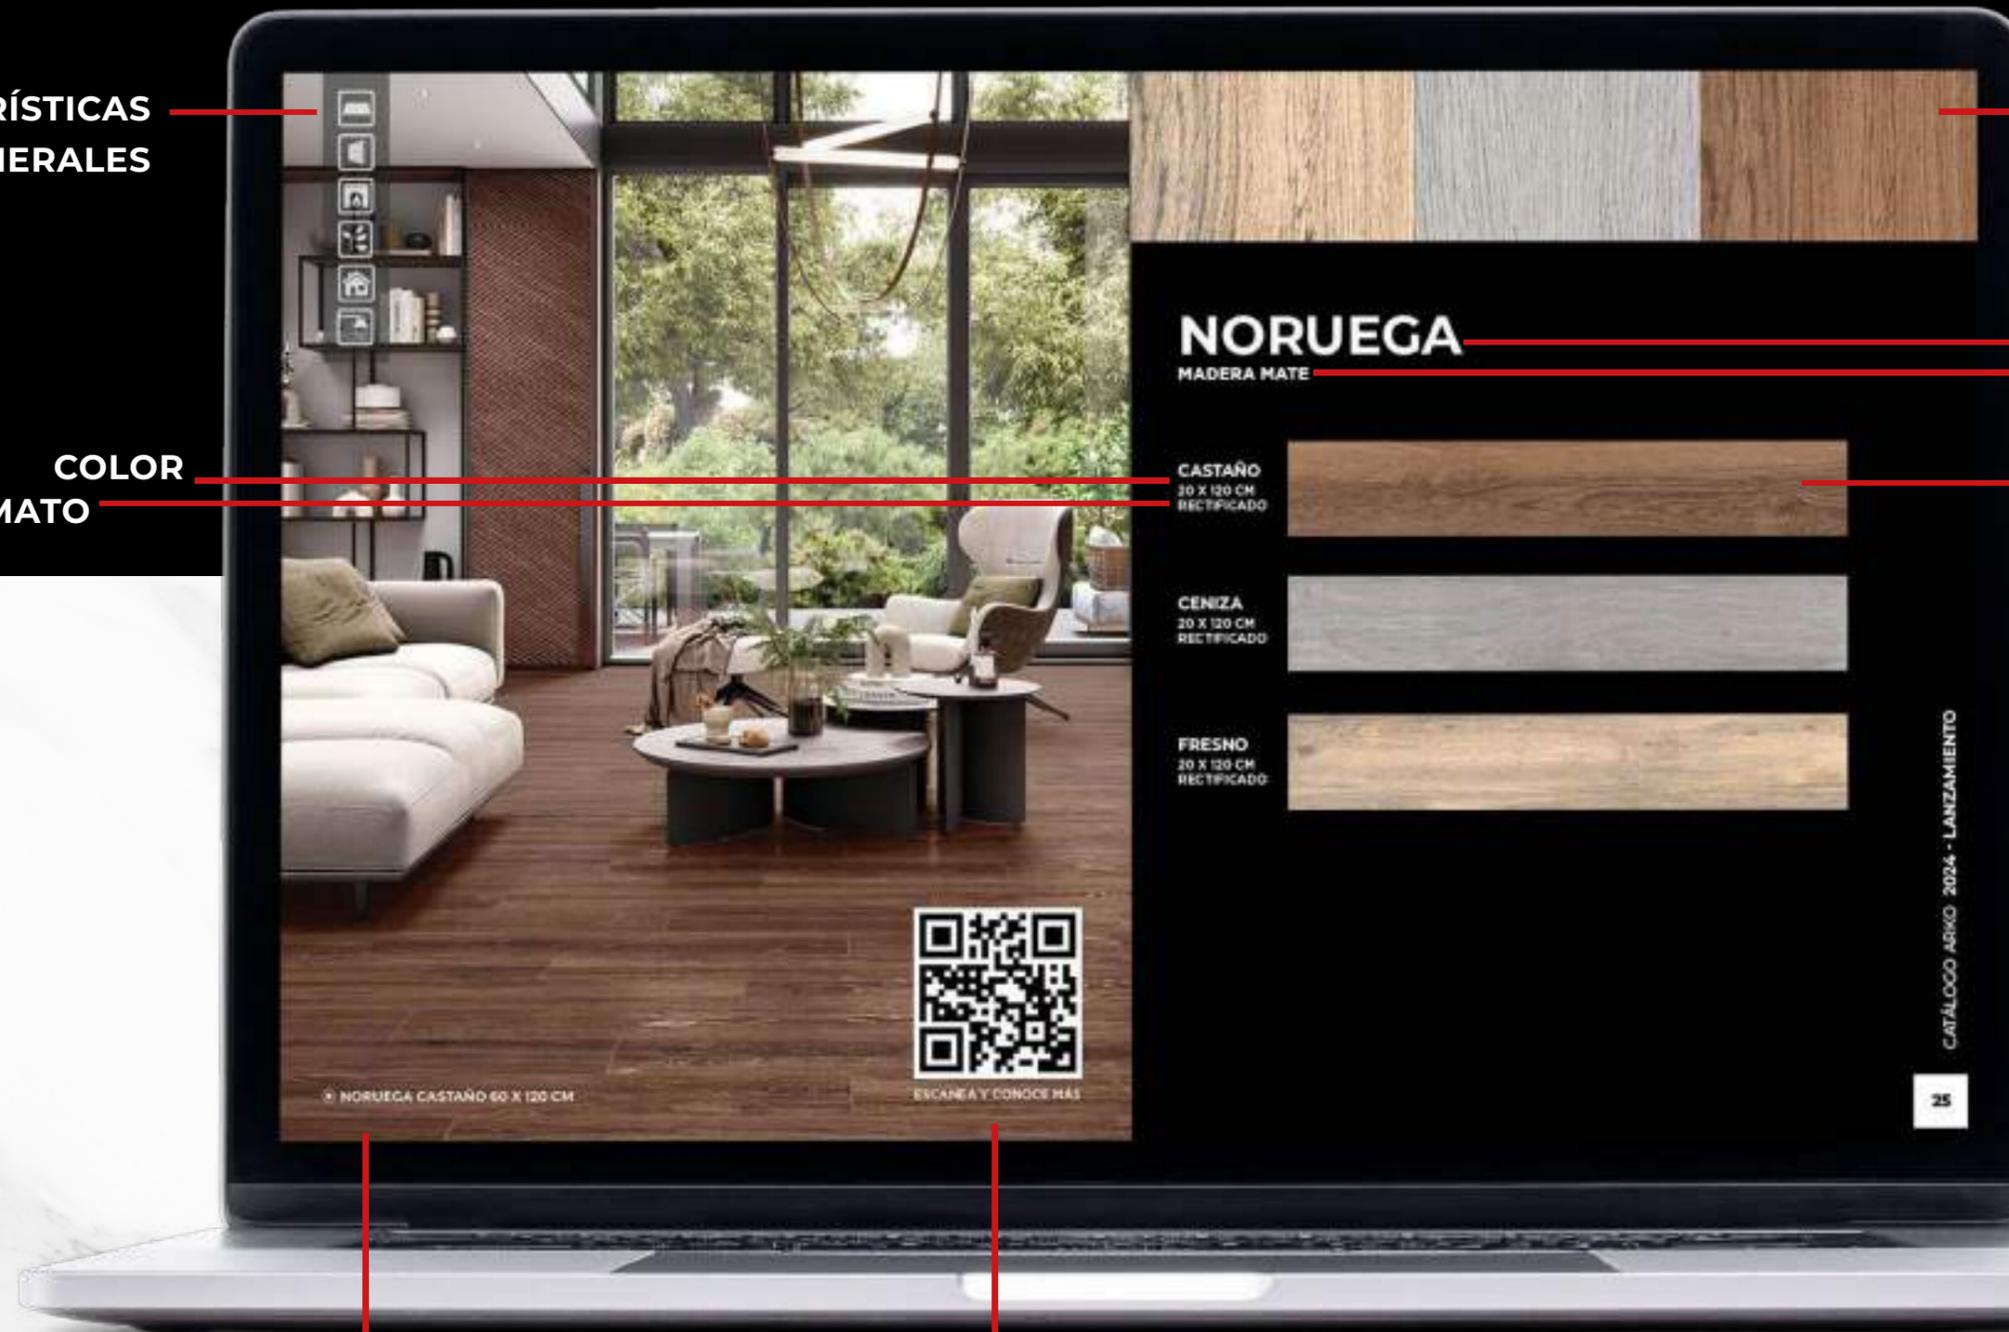 RÍSTICAS
NERALES
COLOR
MATO
NORUEGA
MADERA MATE
CASTAÑO
20 X 120 CM
RECTIFICADO
CENIZA
20 X 120 CM
RECTIFICADO
FRESNO
20 X 120 CM
RECTIFICADO
NORUEGA CASTAÑO 60 X 120 CM
ESCANEA Y CONOCE MÁS
CATÁLOGO ARKO 2024 - LANZAMIENTO
25